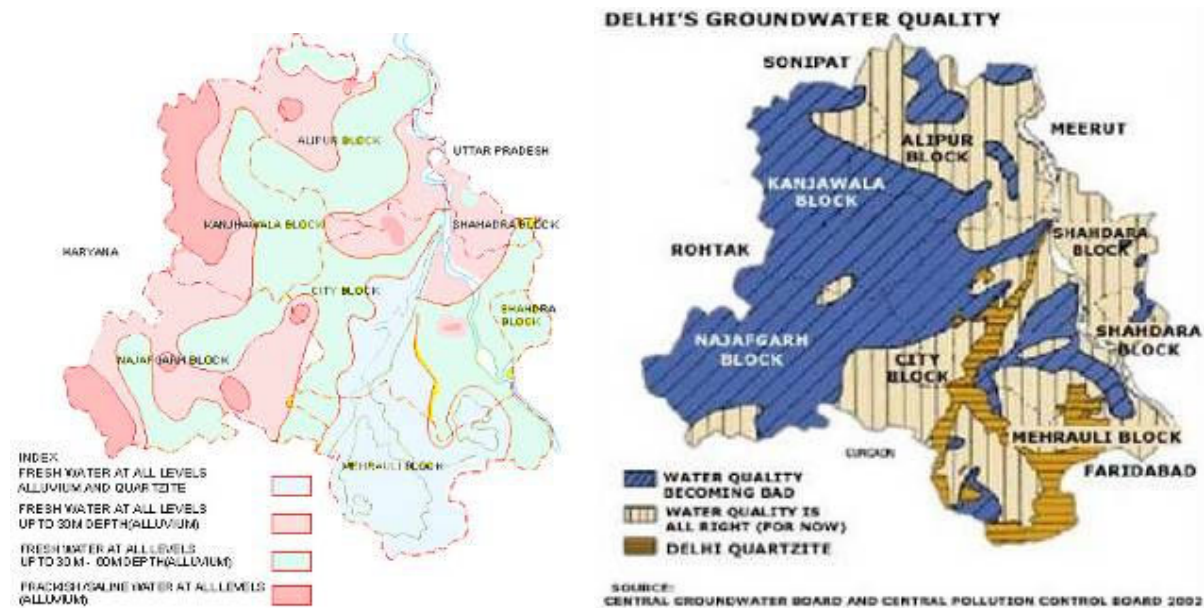 ALIPUR BLOCK
UTTAR PRADESH
KANJHAWALA BLOCK
SHAHADRA BLOCK
HARYANA
CITY BLOCK
SHAHDRA
BLOCK
NAJAFGARH BLOCK
MEHRAULI BLOCK
INDEX
FRESH WATER AT ALL LEVELS
ALLUVIUM AND QUARTZITE
FRESH WATER AT ALL LEVELS
UP TO 30M DEPTH(ALLUVIUM)
FRESH WATER AT ALL LEVELS
UP TO 30 M - 60M DEPTH(ALLUVIUM)
SALINE WATER AT ALL LEVELS
(ALLUVIUM)
DELHI'S GROUNDWATER QUALITY
SONIPAT
MEERUT
ALIPUR
BLOCK
KANJAWALA
BLOCK
SHAHDARA
BLOCK
ROHTAK
NAJAFGARH
BLOCK
CITY
BLOCK
SHAHDARA
BLOCK
MEHRAULI BLOCK
GURGAON
FARIDABAD
WATER QUALITY
BECOMING BAD
WATER QUALITY IS
ALL RIGHT (FOR NOW)
DELHI QUARTZITE
SOURCE:
CENTRAL GROUNDWATER BOARD AND CENTRAL POLLUTION CONTROL BOARD 2003